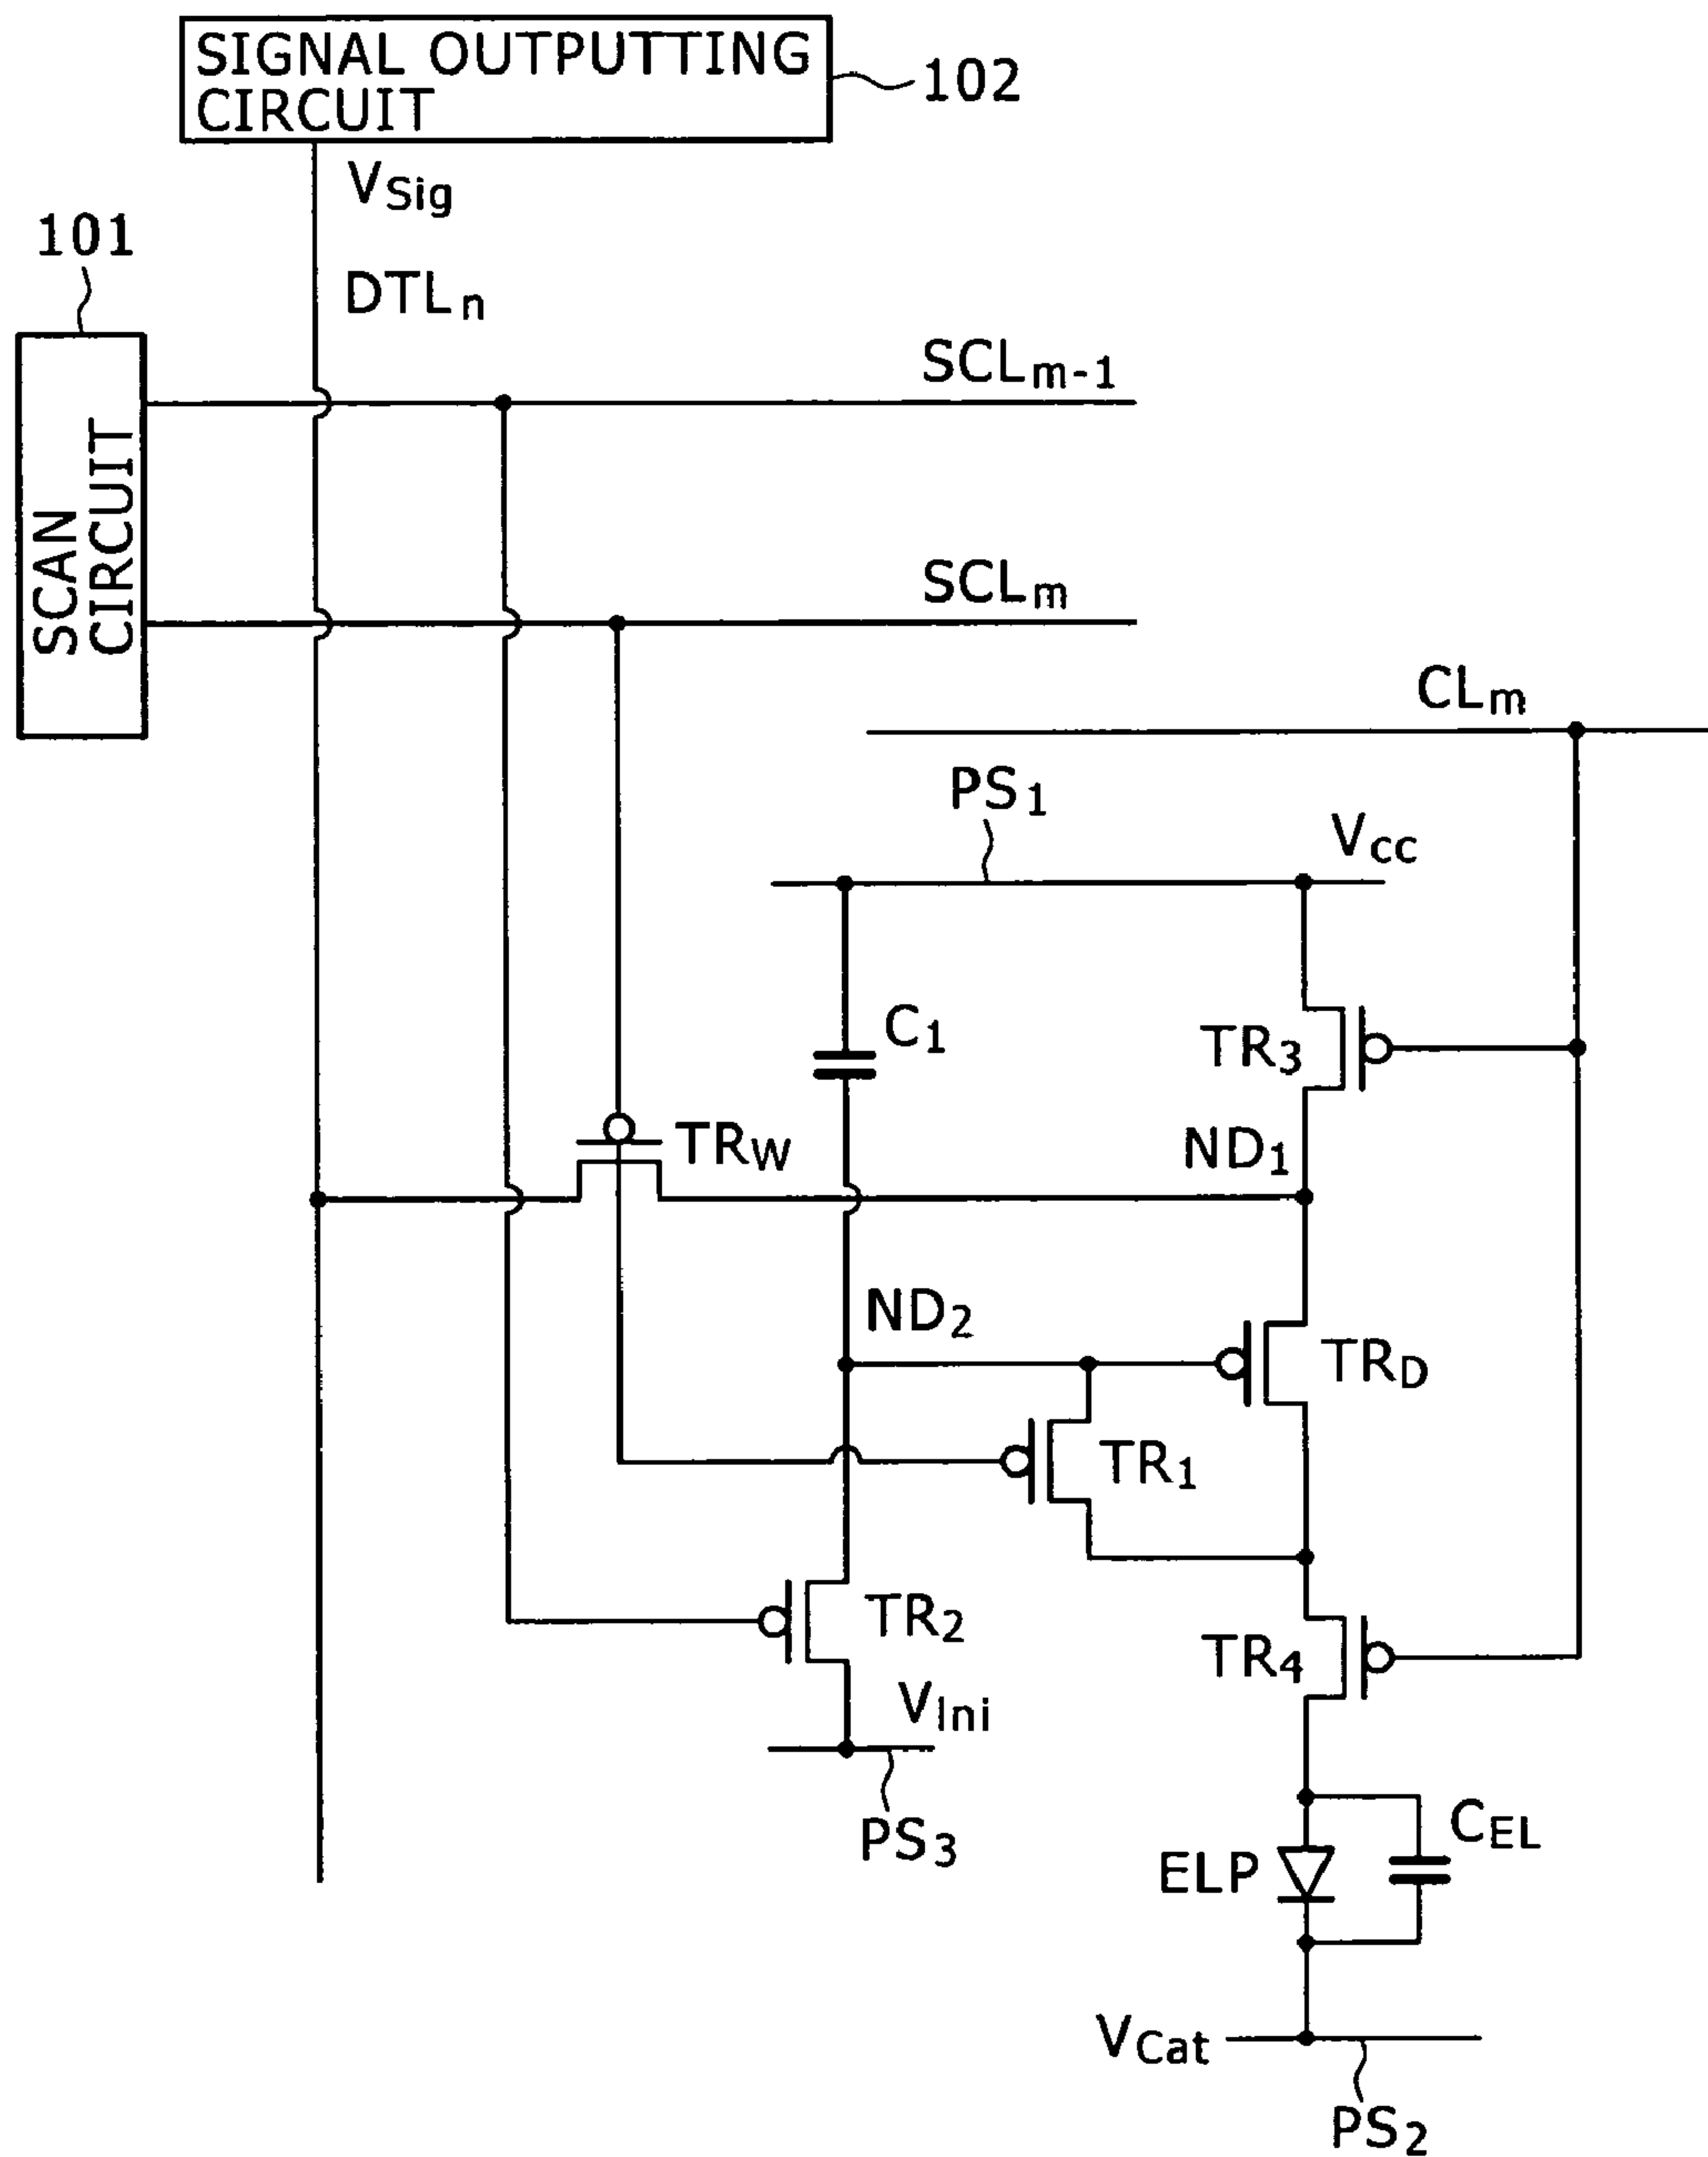 SIGNAL OUTPUTTING
CIRCUIT
102
VSig
101
DTLn
SCLm-1
SCAN
CIRCUIT
SCLm
CLm
PS1
Vcc
C1
TR3
TRW
ND1
ND2
TRD
TR1
TR2
TR4
VIni
PS3
CEL
ELP
VCat
PS2